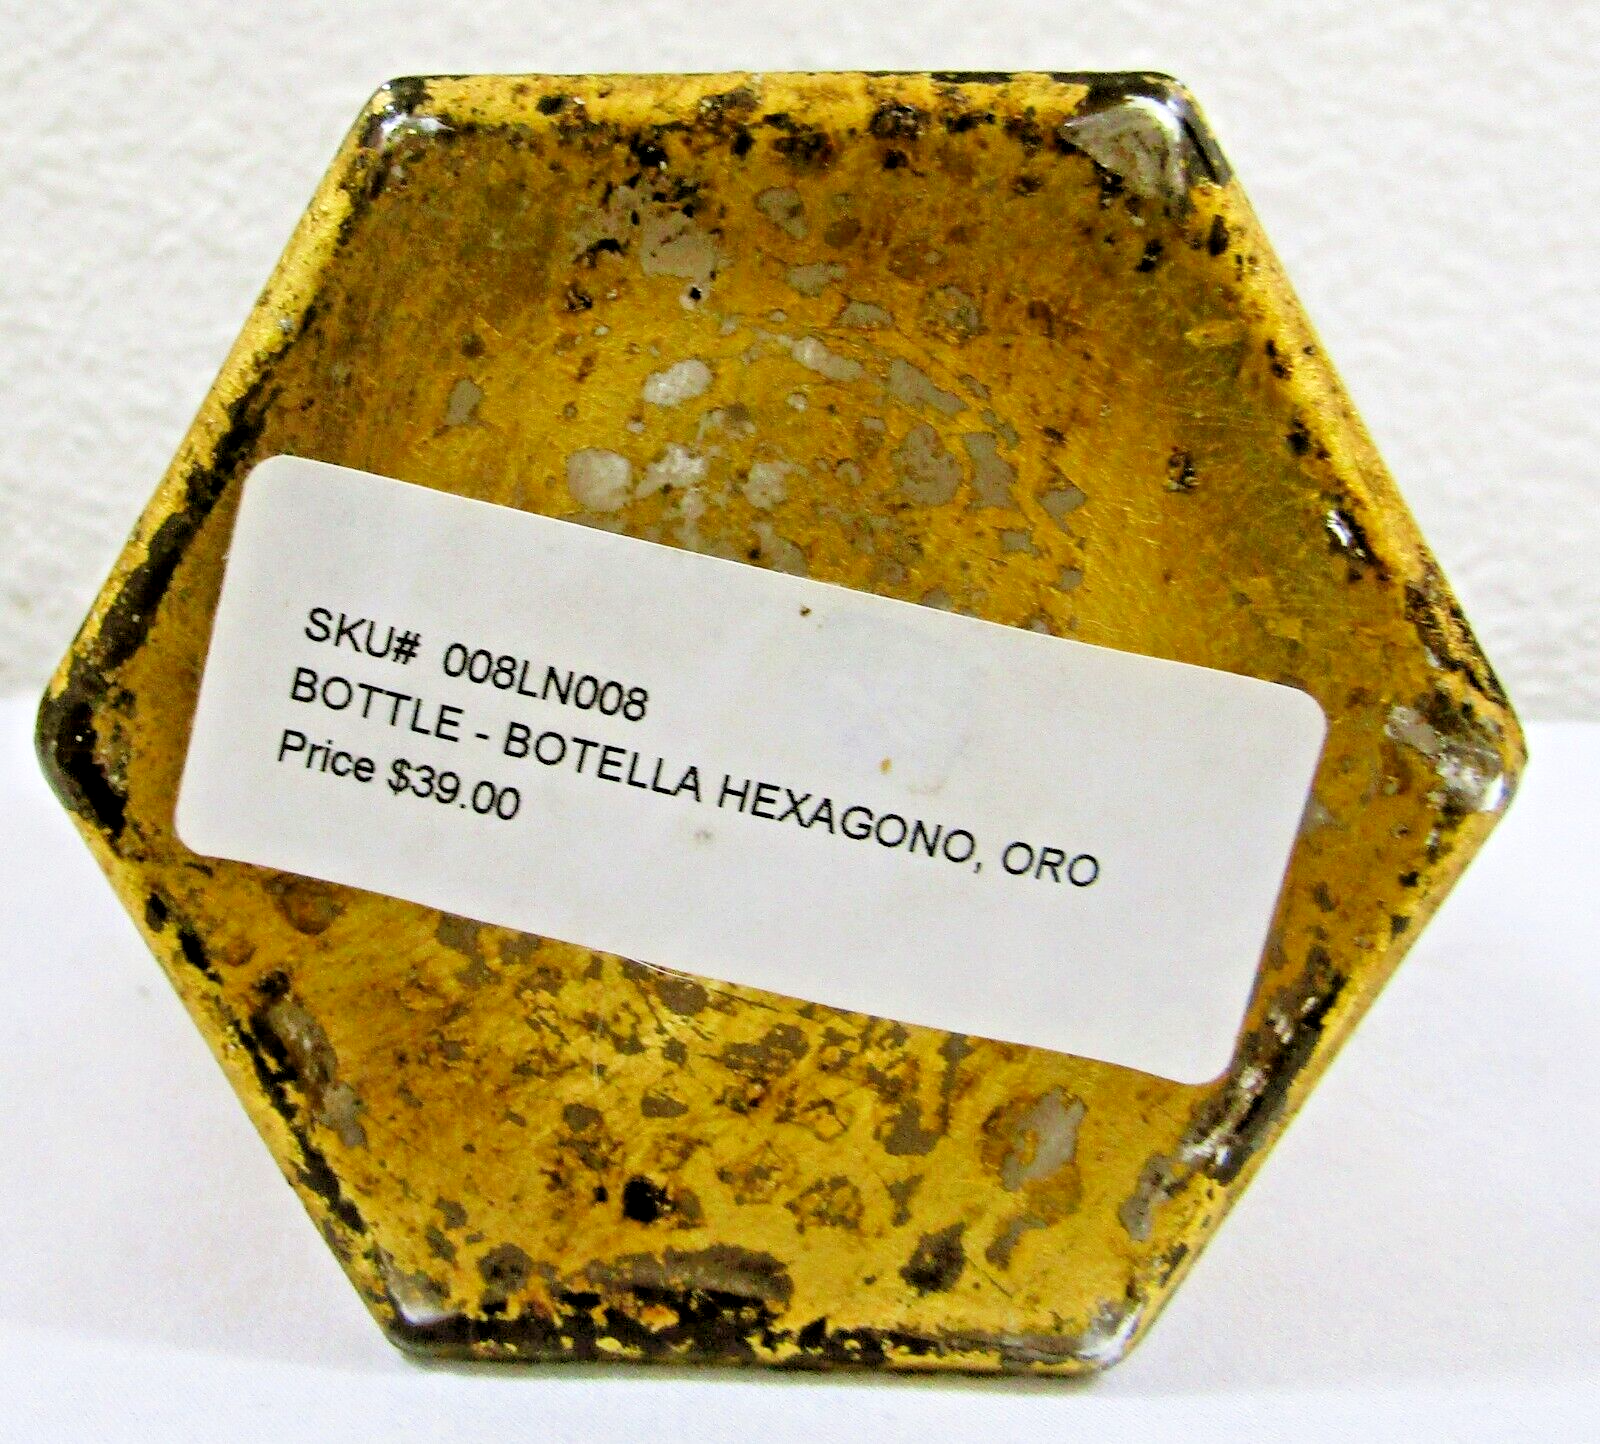 SKU# 008LN008
BOTTLE - BOTELLA HEXAGONO, ORO
Price $39.00